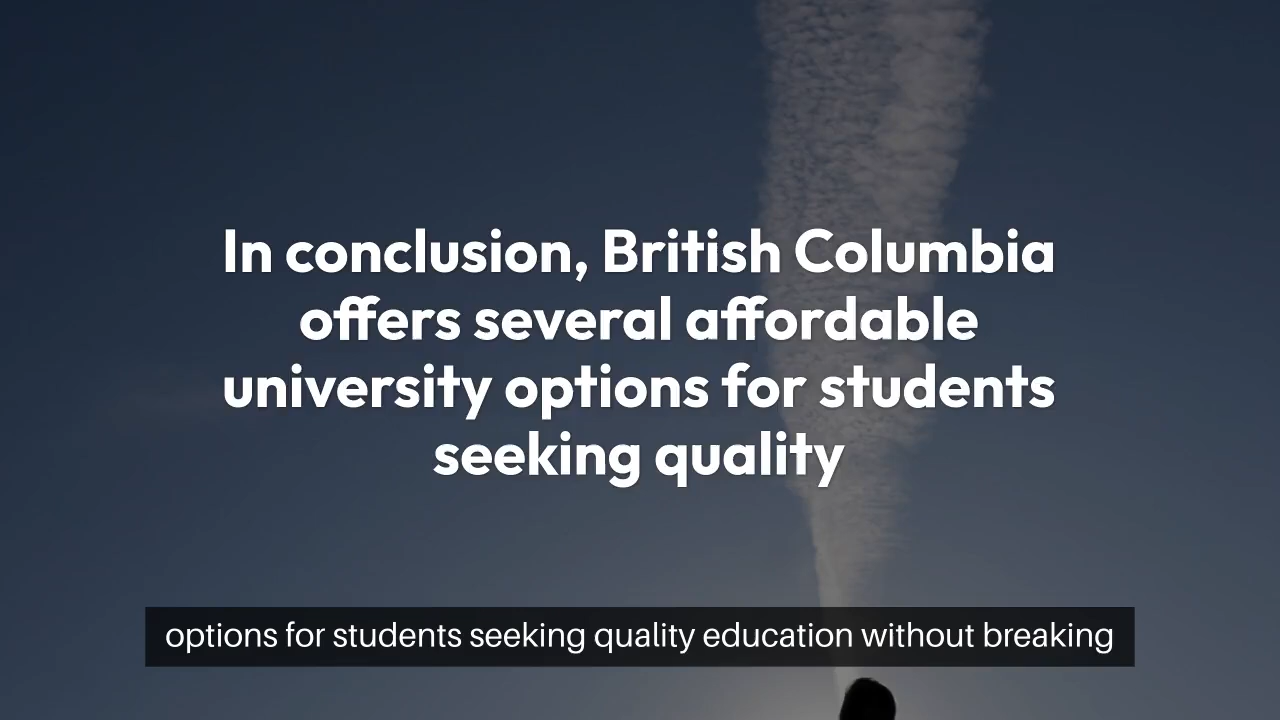 In conclusion, British Columbia
offers several affordable
university options for students
seeking quality
options for students seeking quality education without breaking